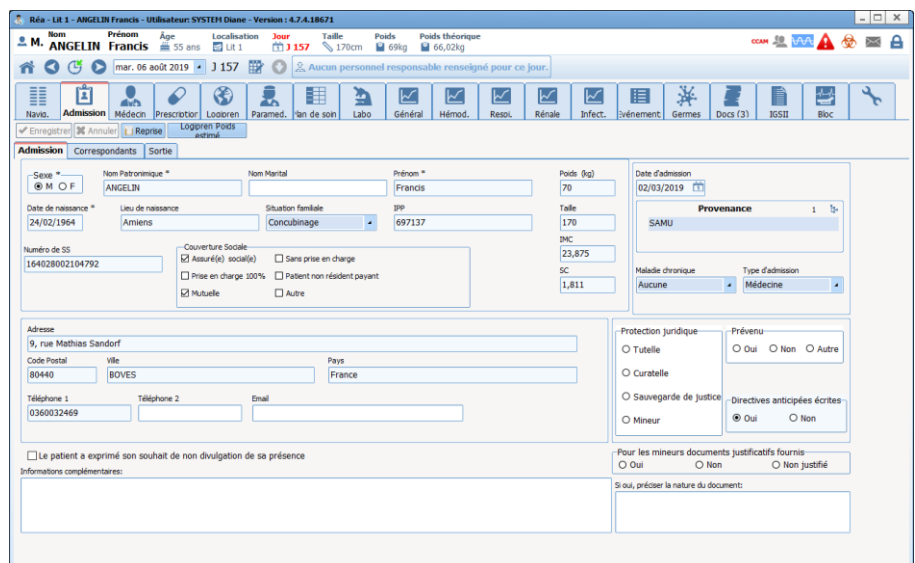 Réa - Lit 1 - ANGELIN Francis - Utilisateur: SYSTEM Diane - Version : 4.7.4.18671
Nom Prénom Âge Localisation Jour Taille Poids Poids théorique
M. ANGELIN Francis 55 ans Lit 1 J 157 170cm 69kg 66,02kg CCAM
mar. 06 août 2019 J 157 Aucun personnel responsable renseigné pour ce jour.
Navig. Admission Médecin Prescription Logipren Paramed. Plan de soin Labo Général Hémod. Respi. Rénale Infect. Evénement Germes Docs (3) IGSII Bloc
Enregistrer Annuler Reprise Logipren Poids estimé
Admission Correspondants Sortie
Sexe * Nom Patronimique * Nom Marital Prénom * Poids (kg) Date d'admission
M F ANGELIN Francis 70 02/03/2019
Date de naissance * Lieu de naissance Situation familiale IPP Taille Provenance 1
24/02/1964 Amiens Concubinage 697137 170 SAMU
Numéro de SS Couverture Sociale IMC
164028002104792 Assuré(e) social(e) Sans prise en charge 23,875
Prise en charge 100% Patient non résident payant SC Maladie chronique Type d'admission
Mutuelle Autre 1,811 Aucune Médecine
Adresse Protection juridique Prévenu
9, rue Mathias Sandorf Tutelle Oui Non Autre
Code Postal Ville Pays
80440 BOVES France Curatelle
Téléphone 1 Téléphone 2 Email Sauvegarde de justice Directives anticipées écrites
0360032469 Mineur Oui Non
Le patient a exprimé son souhait de non divulgation de sa présence Pour les mineurs documents justificatifs fournis
Informations complémentaires: Oui Non Non justifié
Si oui, préciser la nature du document: